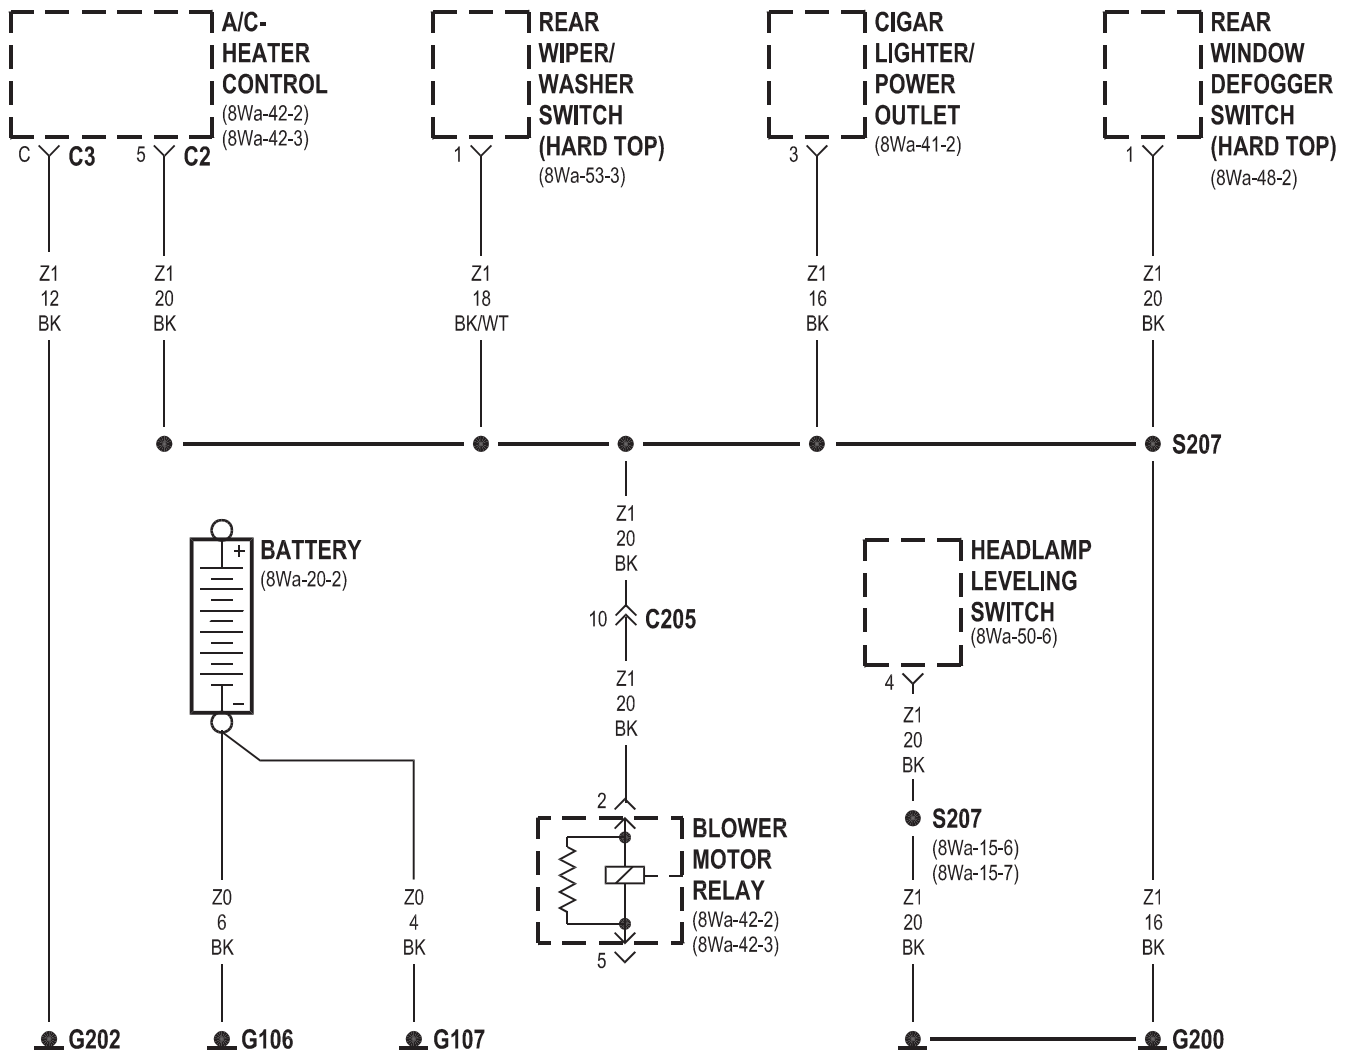 A/C-
HEATER
CONTROL
(8Wa-42-2)
(8Wa-42-3)
C
C3
5
C2
REAR
WIPER/
WASHER
SWITCH
(HARD TOP)
(8Wa-53-3)
1
CIGAR
LIGHTER/
POWER
OUTLET
(8Wa-41-2)
3
REAR
WINDOW
DEFOGGER
SWITCH
(HARD TOP)
(8Wa-48-2)
1
Z1
12
BK
Z1
20
BK
Z1
18
BK/WT
Z1
16
BK
Z1
20
BK
S207
Z1
20
BK
10
C205
Z1
20
BK
BATTERY
(8Wa-20-2)
+
−
HEADLAMP
LEVELING
SWITCH
(8Wa-50-6)
4
Z1
20
BK
S207
(8Wa-15-6)
(8Wa-15-7)
2
BLOWER
MOTOR
RELAY
(8Wa-42-2)
(8Wa-42-3)
5
Z0
6
BK
Z0
4
BK
Z1
20
BK
Z1
16
BK
G202
G106
G107
G200